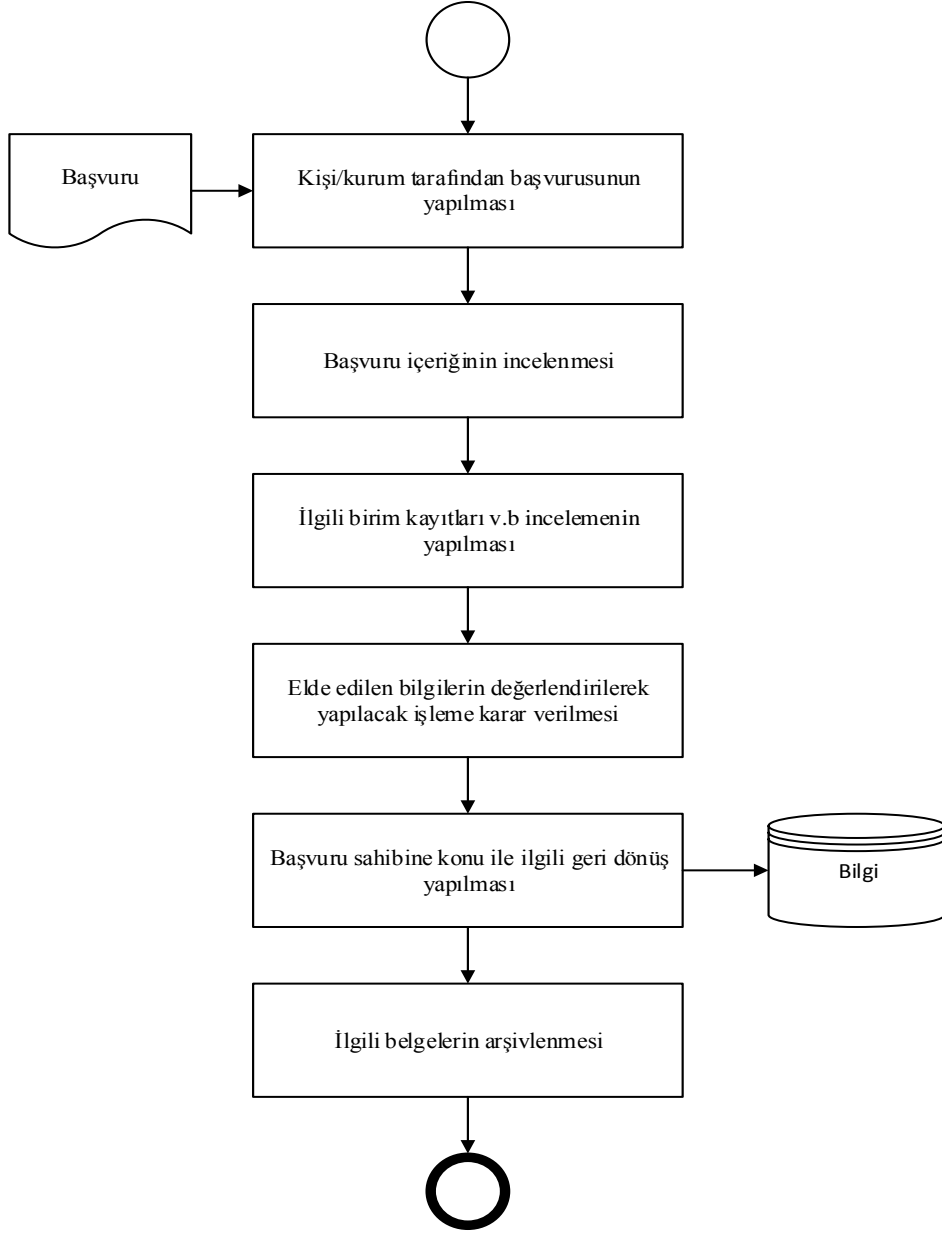 Başvuru
Kişi/kurum tarafından başvurusunun
yapılması
Başvuru içeriğinin incelenmesi
İlgili birim kayıtları v.b incelemenin
yapılması
Elde edilen bilgilerin değerlendirilerek
yapılacak işleme karar verilmesi
Başvuru sahibine konu ile ilgili geri dönüş
yapılması
Bilgi
İlgili belgelerin arşivlenmesi